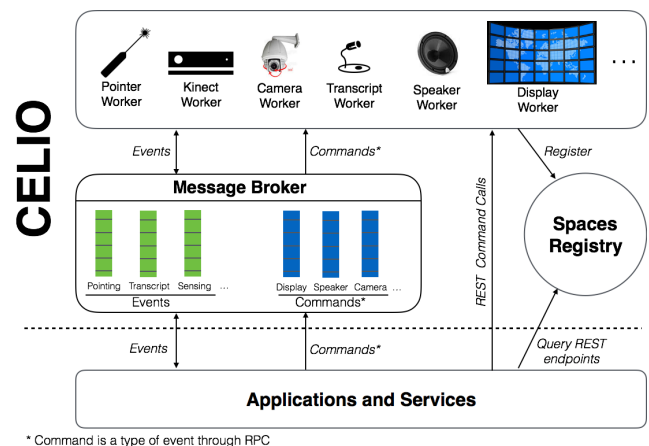 CELIO
Pointer
Worker
Kinect
Worker
Camera
Worker
Transcript
Worker
Speaker
Worker
Display
Worker
...
Events
Commands*
REST Command Calls
Register
Message Broker
Pointing
Transcript
Sensing
...
Events
Display
Speaker
Camera
...
Commands*
Spaces
Registry
Events
Commands*
Query REST
endpoints
Applications and Services
* Command is a type of event through RPC